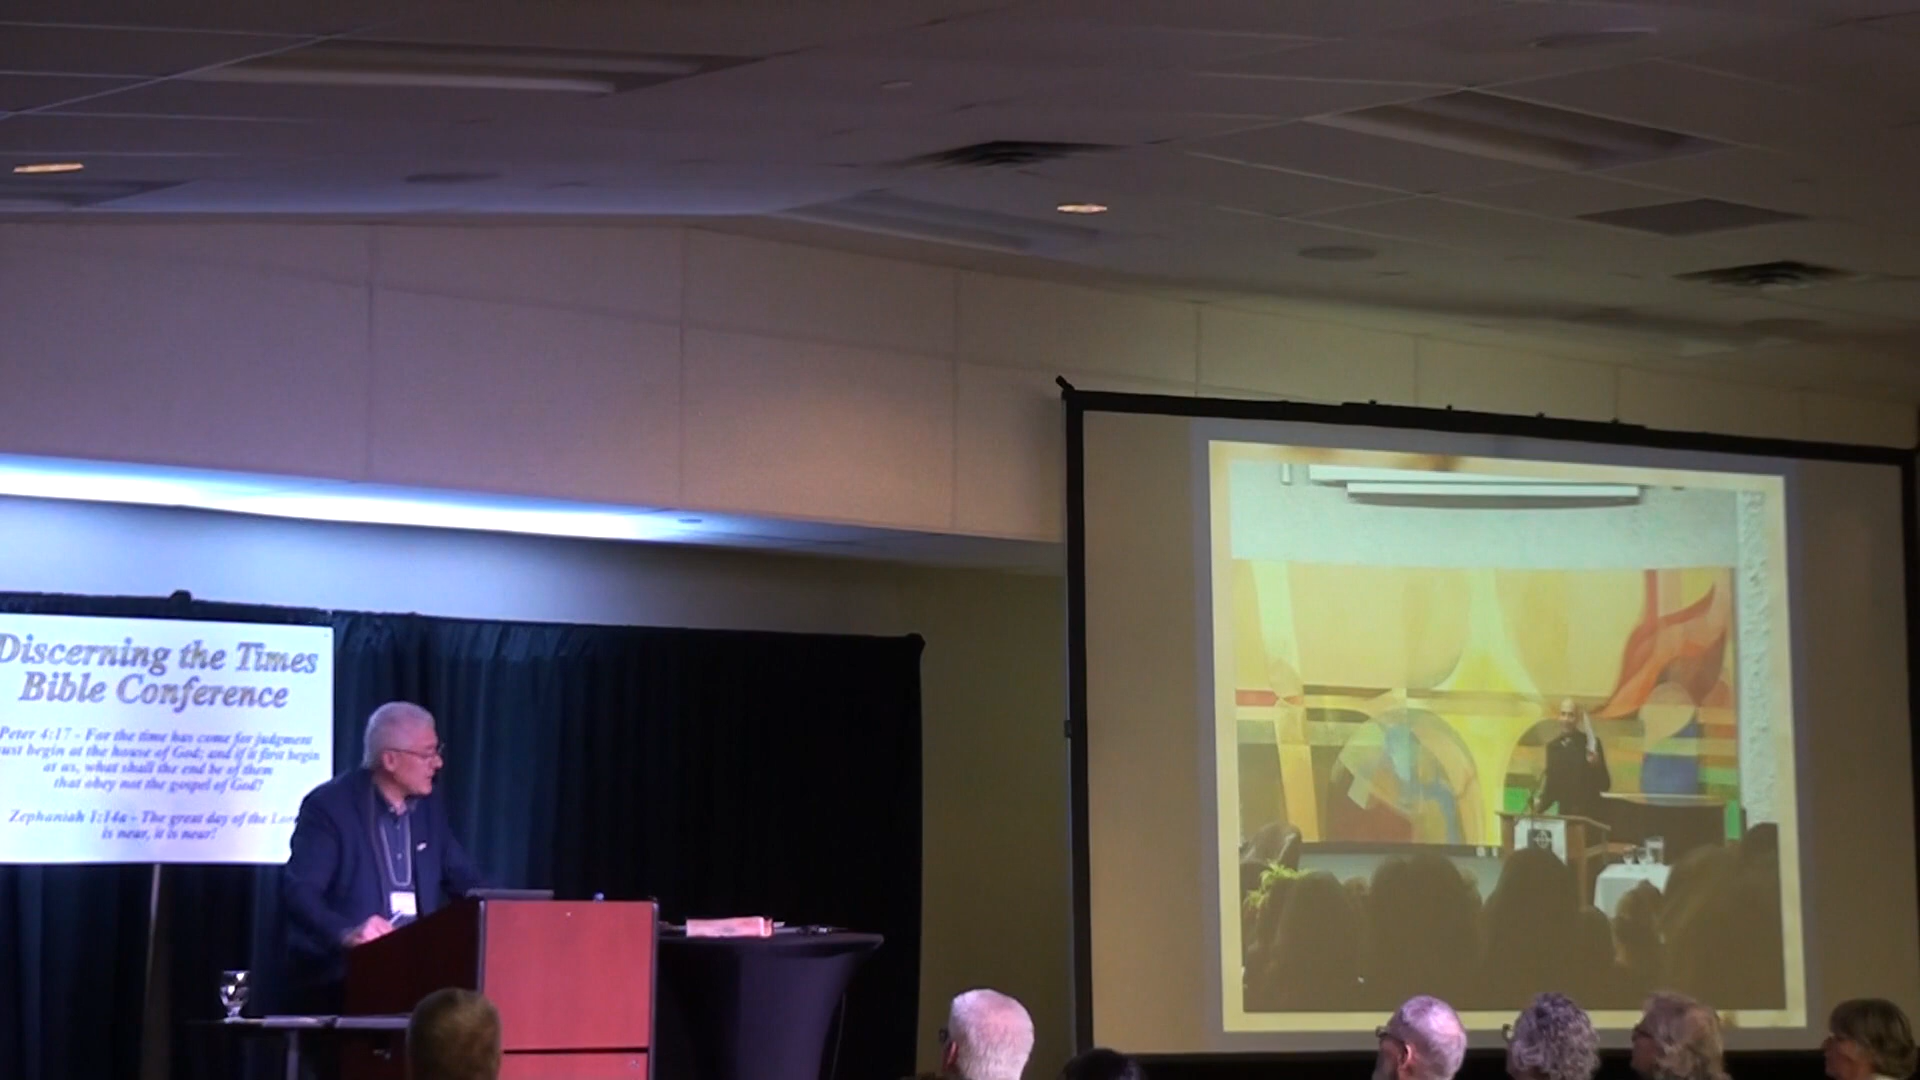 Discerning the Times
Bible Conference
Peter 4:17 - For the time has come for judgment
ust begin at the house of God; and if it first begin
at us, what shall the end be of them
that obey not the gospel of God?
Zephaniah 1:14a - The great day of the Lor
is near, it is near!